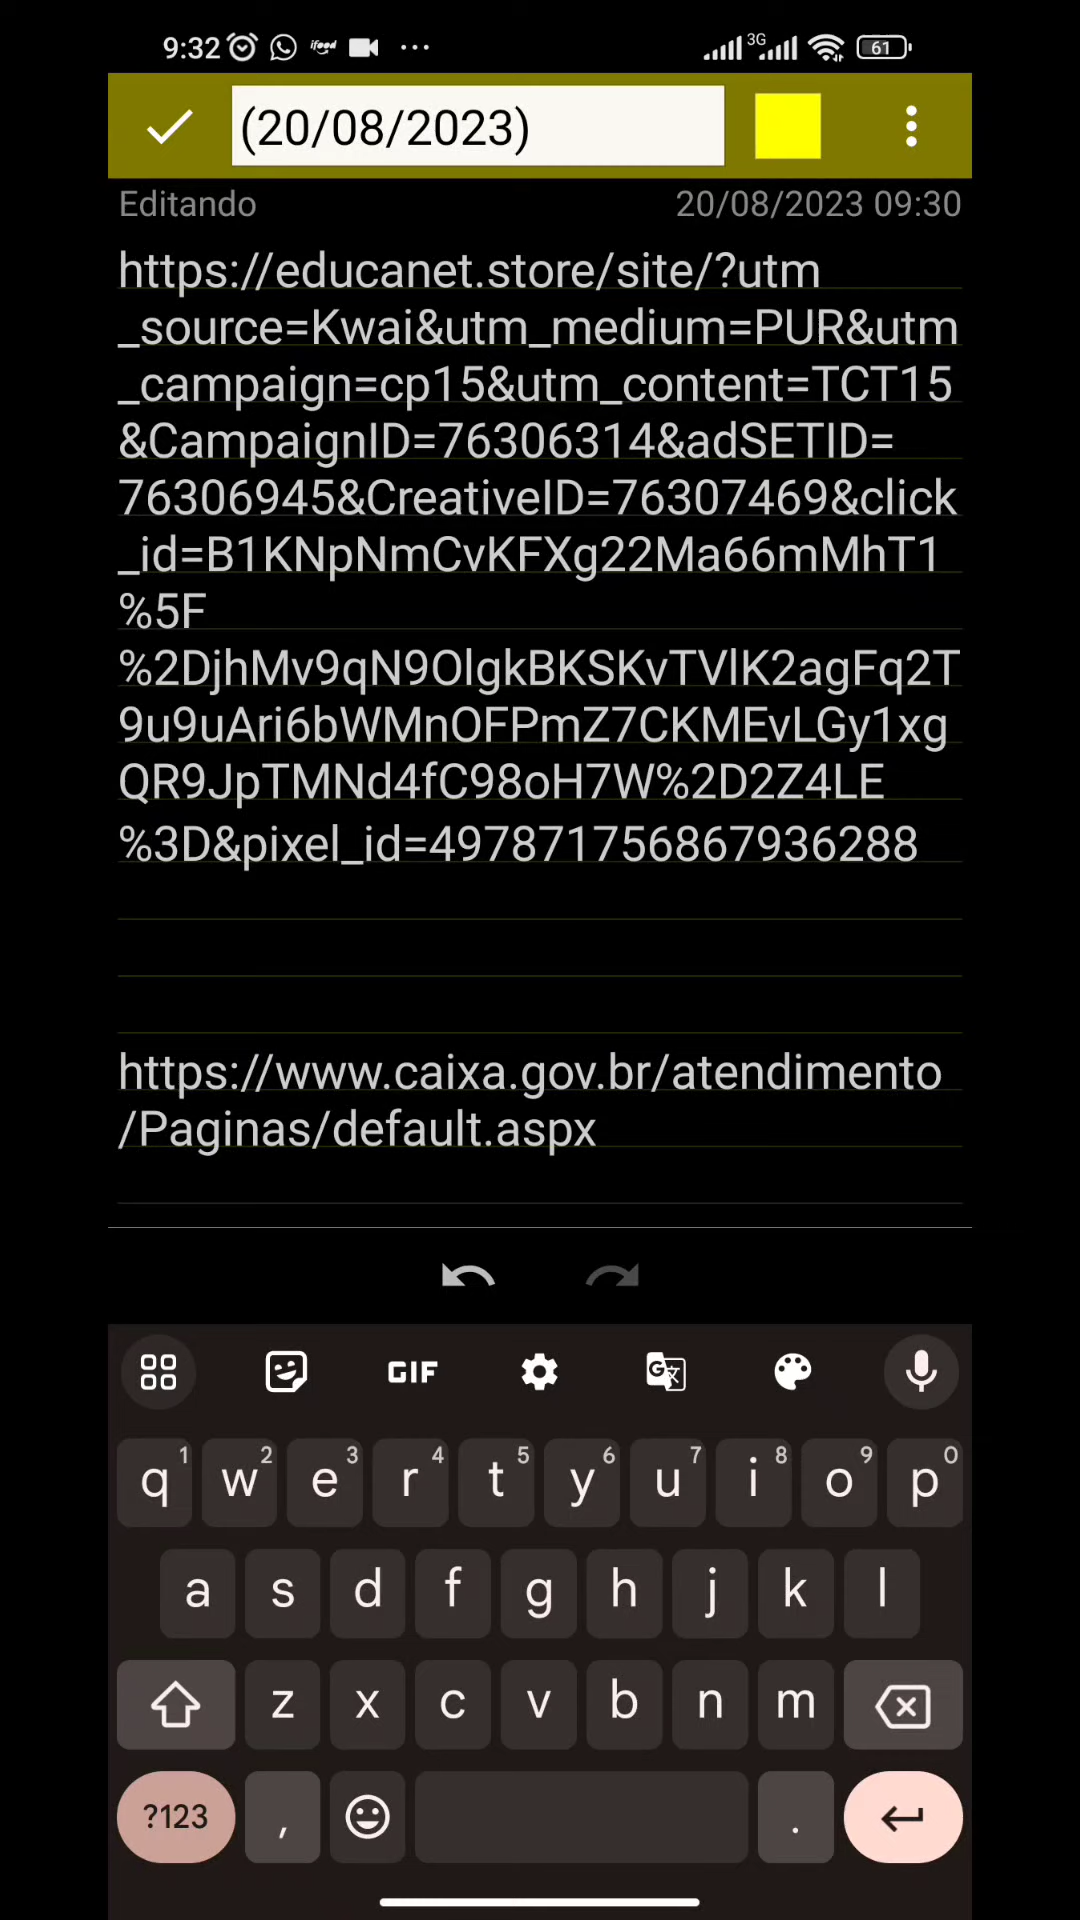 9:32 ifood ... 3G 61
(20/08/2023)
Editando 20/08/2023 09:30
https://educanet.store/site/?utm
_source=Kwai&utm_medium=PUR&utm
_campaign=cp15&utm_content=TCT15
&CampaignID=76306314&adSETID=
76306945&CreativeID=76307469&click
_id=B1KNpNmCvKFXg22Ma66mMhT1
%5F
%2DjhMv9qN9OlgkBKSKvTVlK2agFq2T
9u9uAri6bWMnOFPmZ7CKMEvLGy1xg
QR9JpTMNd4fC98oH7W%2D2Z4LE
%3D&pixel_id=497871756867936288
https://www.caixa.gov.br/atendimento
/Paginas/default.aspx
GIF G
q 1 w 2 e 3 r 4 t 5 y 6 u 7 i 8 o 9 p 0
a s d f g h j k l
z x c v b n m
?123 , .